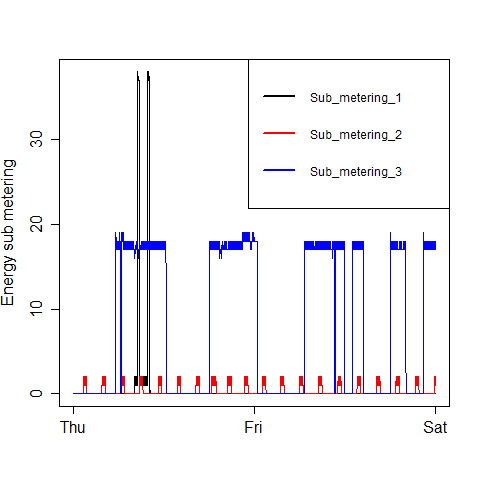 Sub_metering_1
Sub_metering_2
Sub_metering_3
Energy sub metering
30
20
10
0
Thu
Fri
Sat